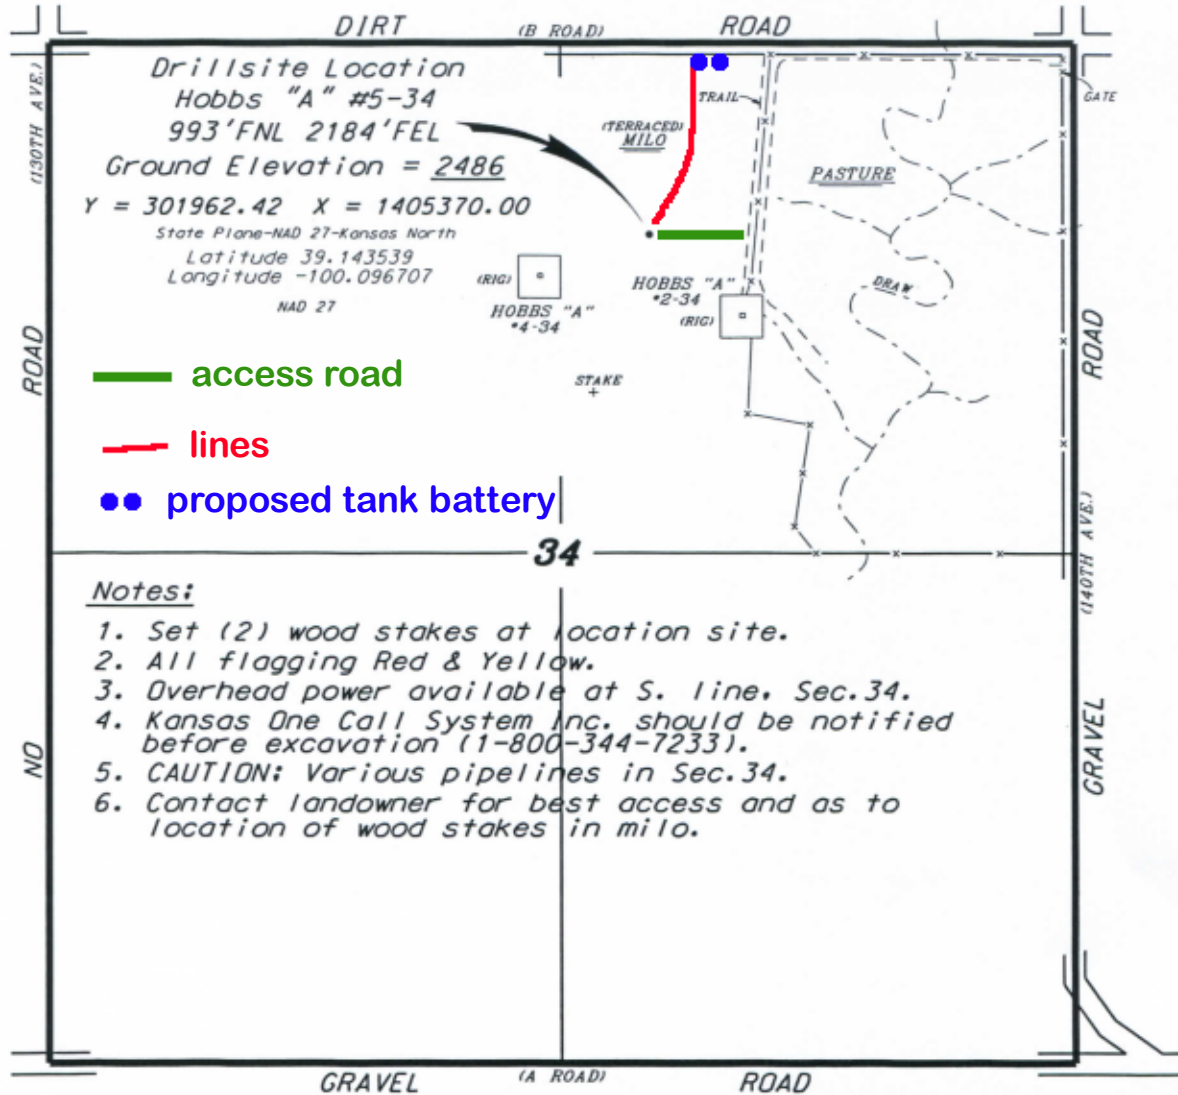 DIRT (B ROAD) ROAD
Drillsite Location
Hobbs "A" #5-34
993'FNL 2184'FEL
Ground Elevation = 2486
Y = 301962.42 X = 1405370.00
State Plane-NAD 27-Kansas North
Latitude 39.143539
Longitude -100.096707
NAD 27
(130TH AVE.)
ROAD
NO
TRAIL
(TERRACED)
MILO
PASTURE
GATE
DRAW
(RIG)
HOBBS "A"
*4-34
HOBBS "A"
*2-34
(RIG)
STAKE
ROAD
(140TH AVE.)
GRAVEL
access road
lines
proposed tank battery
34
Notes:
1. Set (2) wood stakes at location site.
2. All flagging Red & Yellow.
3. Overhead power available at S. line, Sec.34.
4. Kansas One Call System Inc. should be notified
before excavation (1-800-344-7233).
5. CAUTION: Various pipelines in Sec.34.
6. Contact landowner for best access and as to
location of wood stakes in milo.
GRAVEL (A ROAD) ROAD